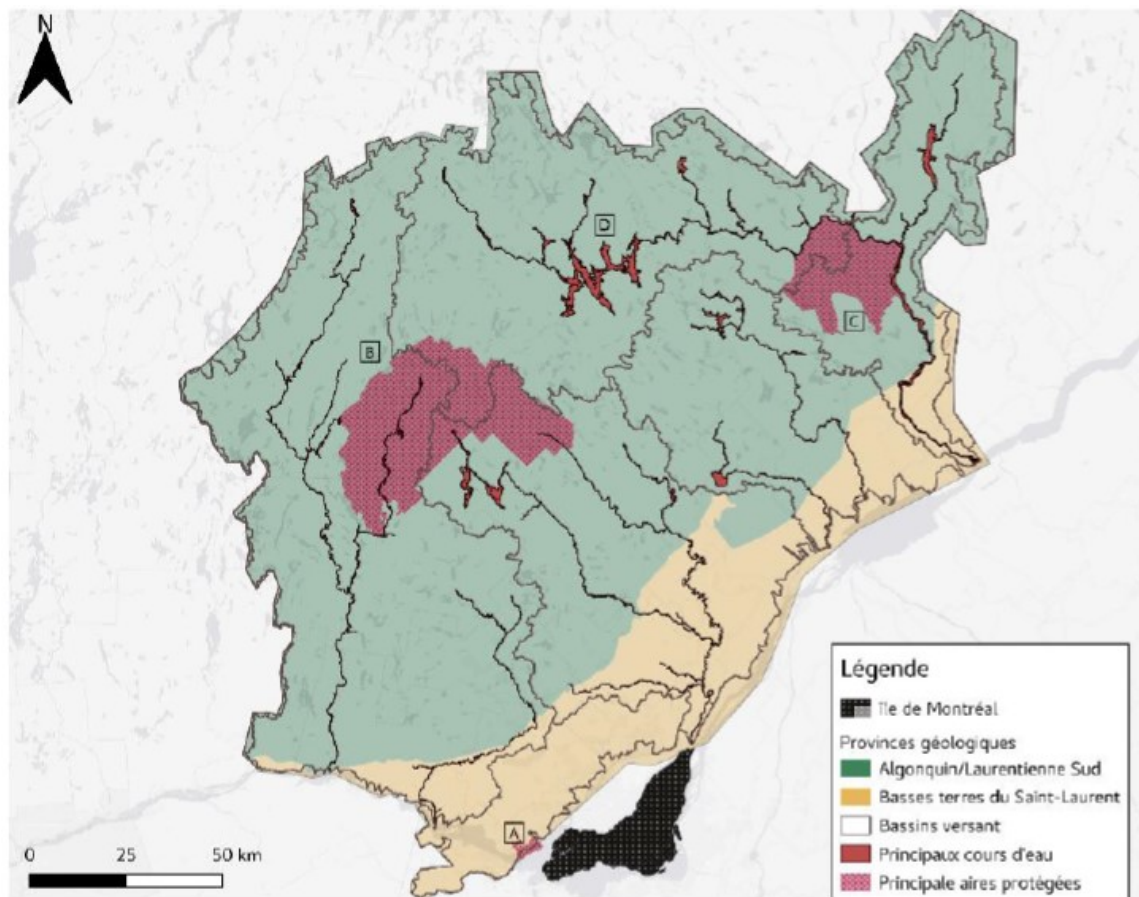 N
D
C
B
A
0 25 50 km
Légende
île de Montréal
Provinces géologiques
Algonquin/Laurentienne Sud
Basses terres du Saint-Laurent
Bassins versant
Principaux cours d'eau
Principale aires protégées